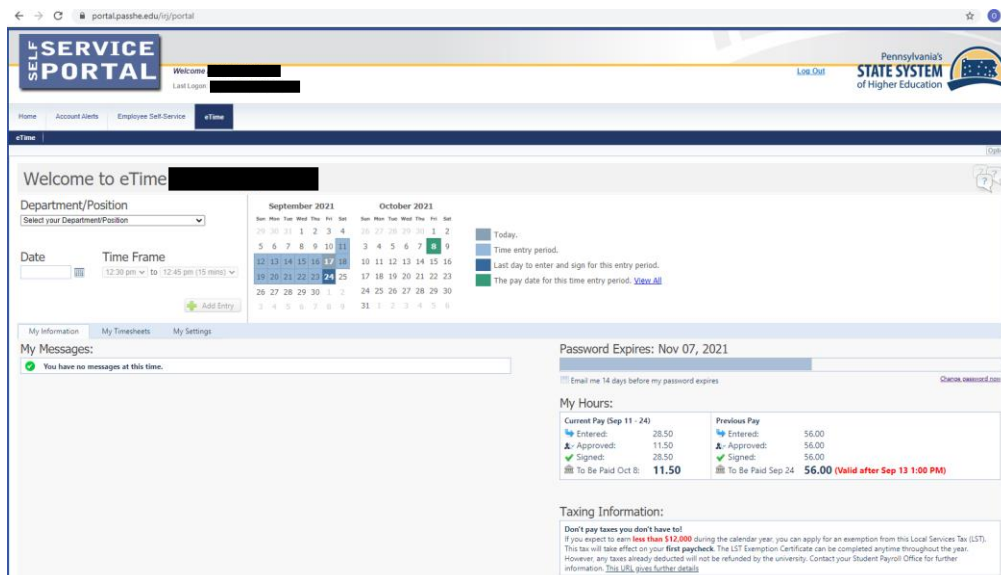 portal.passhe.edu/irj/portal
SELF SERVICE PORTAL
Welcome
Last Logon:
Log Out
Pennsylvania's
STATE SYSTEM
of Higher Education
Home Account Alerts Employee Self-Service eTime
eTime
Welcome to eTime
Department/Position
Select your Department/Position
Date Time Frame
12:30 pm to 12:45 pm (15 mins)
Add Entry
September 2021
Sun Mon Tue Wed Thu Fri Sat
29 30 31 1 2 3 4
5 6 7 8 9 10 11
12 13 14 15 16 17 18
19 20 21 22 23 24 25
26 27 28 29 30 1 2
3 4 5 6 7 8 9
October 2021
Sun Mon Tue Wed Thu Fri Sat
26 27 28 29 30 1 2
3 4 5 6 7 8 9
10 11 12 13 14 15 16
17 18 19 20 21 22 23
24 25 26 27 28 29 30
31 1 2 3 4 5 6
Today.
Time entry period.
Last day to enter and sign for this entry period.
The pay date for this time entry period. View All
My Information My Timesheets My Settings
My Messages:
You have no messages at this time.
Password Expires: Nov 07, 2021
Email me 14 days before my password expires
Change password now
My Hours:
Current Pay (Sep 11 - 24)
Entered: 28.50
Approved: 11.50
Signed: 28.50
To Be Paid Oct 8: 11.50
Previous Pay
Entered: 56.00
Approved: 56.00
Signed: 56.00
To Be Paid Sep 24 56.00 (Valid after Sep 13 1:00 PM)
Taxing Information:
Don't pay taxes you don't have to!
If you expect to earn less than $12,000 during the calendar year, you can apply for an exemption from this Local Services Tax (LST).
This tax will take effect on your first paycheck. The LST Exemption Certificate can be completed anytime throughout the year.
However, any taxes already deducted will not be refunded by the university. Contact your Student Payroll Office for further
information. This URL gives further details